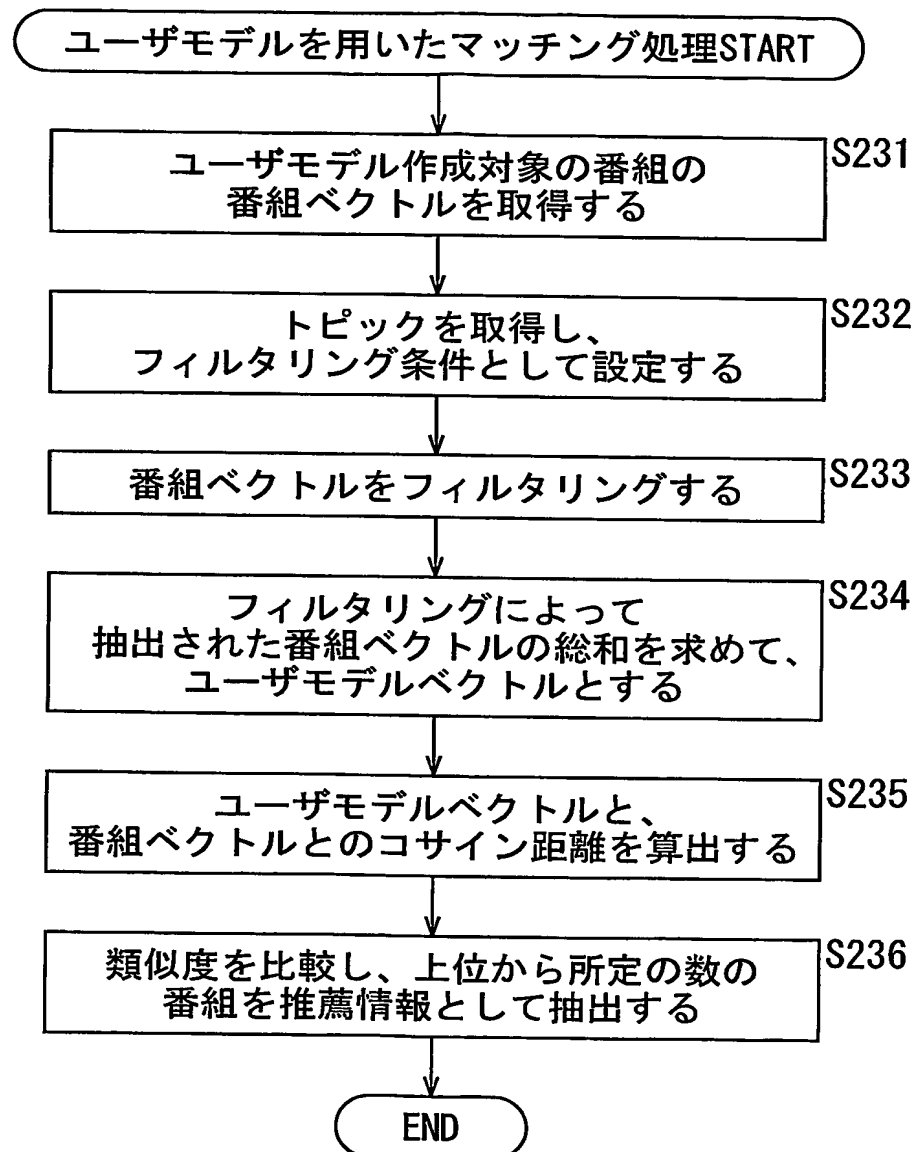 ユーザモデルを用いたマッチング処理START
S231
ユーザモデル作成対象の番組の
番組ベクトルを取得する
S232
トピックを取得し、
フィルタリング条件として設定する
S233
番組ベクトルをフィルタリングする
S234
フィルタリングによって
抽出された番組ベクトルの総和を求めて、
ユーザモデルベクトルとする
S235
ユーザモデルベクトルと、
番組ベクトルとのコサイン距離を算出する
S236
類似度を比較し、上位から所定の数の
番組を推薦情報として抽出する
END